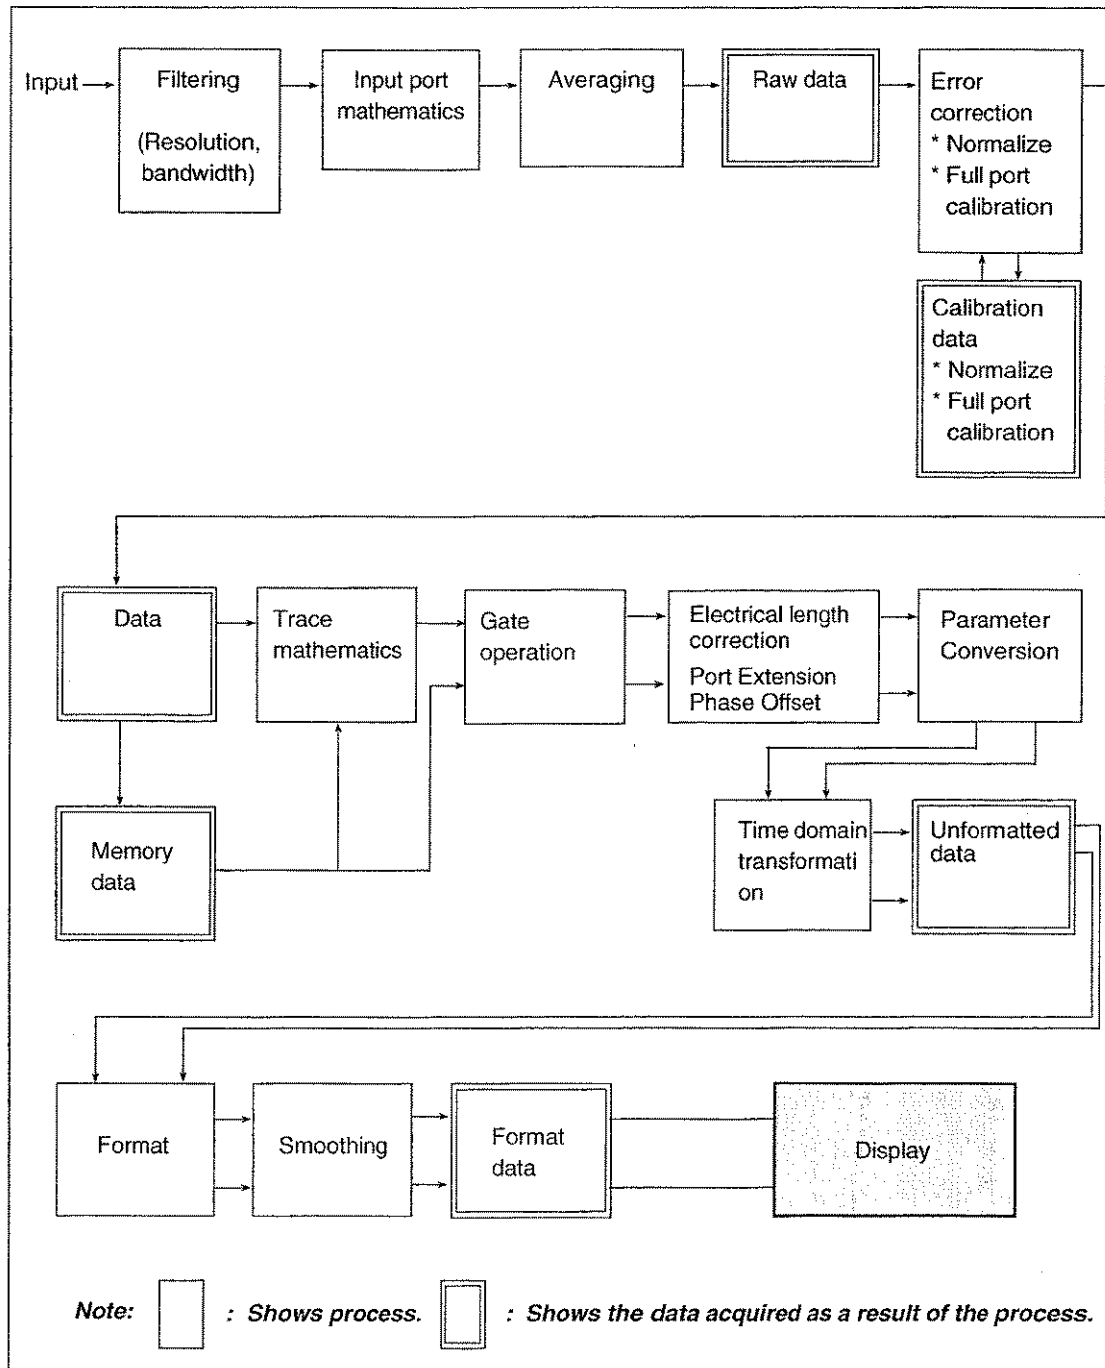 Input
Filtering
(Resolution,
bandwidth)
Input port
mathematics
Averaging
Raw data
Error
correction
* Normalize
* Full port
calibration
Calibration
data
* Normalize
* Full port
calibration
Data
Trace
mathematics
Gate
operation
Electrical length
correction
Port Extension
Phase Offset
Parameter
Conversion
Memory
data
Time domain
transformati
on
Unformatted
data
Format
Smoothing
Format
data
Display
Note:
: Shows process.
: Shows the data acquired as a result of the process.